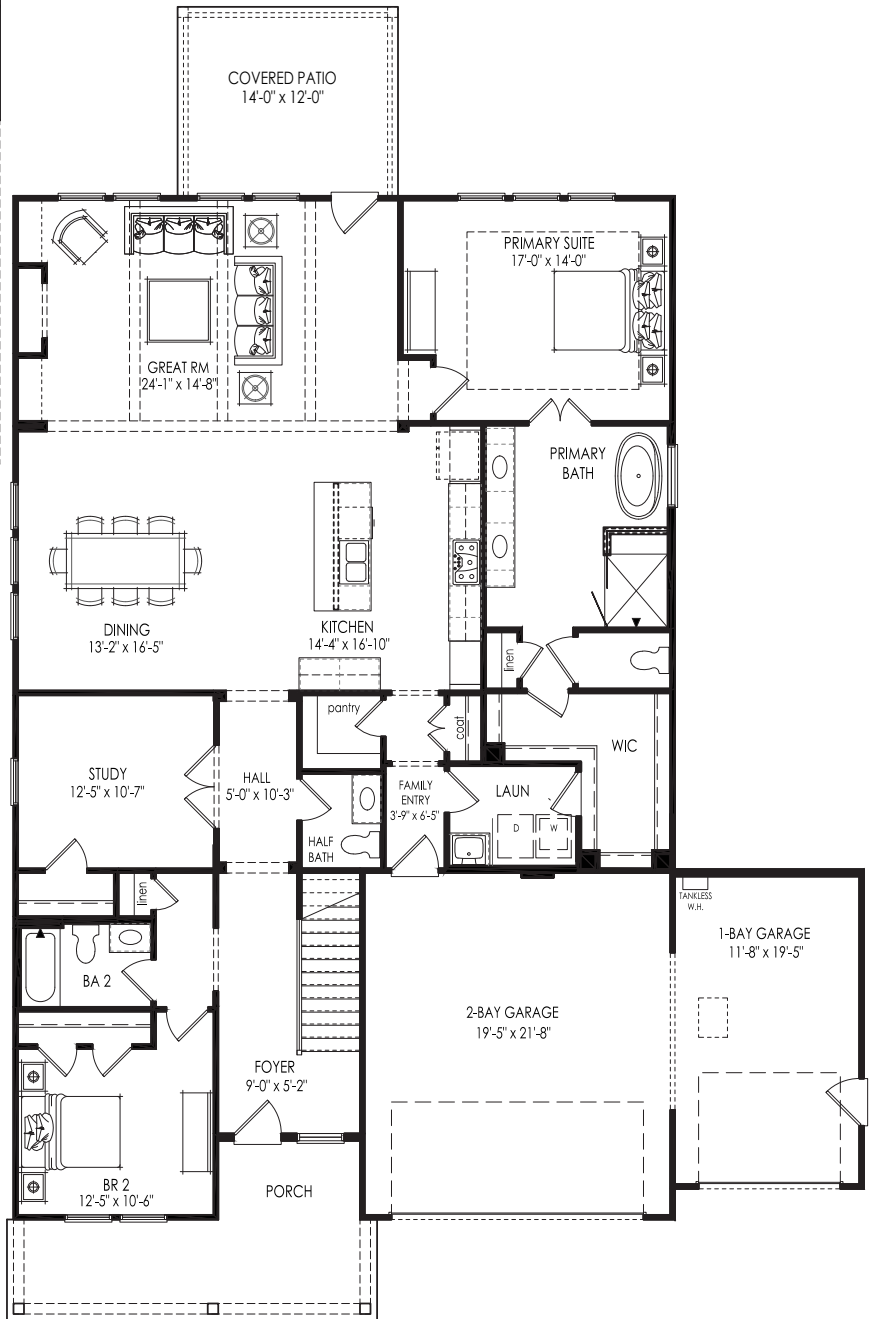 COVERED PATIO
14'-0" x 12'-0"
PRIMARY SUITE
17'-0" x 14'-0"
GREAT RM
24'-1" x 14'-8"
PRIMARY
BATH
DINING
13'-2" x 16'-5"
KITCHEN
14'-4" x 16'-10"
linen
pantry
coat
WIC
STUDY
12'-5" x 10'-7"
HALL
5'-0" x 10'-3"
FAMILY
ENTRY
3'-9" x 6'-5"
LAUN
D
W
HALF
BATH
linen
TANKLESS
W.H.
1-BAY GARAGE
11'-8" x 19'-5"
BA 2
2-BAY GARAGE
19'-5" x 21'-8"
FOYER
9'-0" x 5'-2"
BR 2
12'-5" x 10'-6"
PORCH